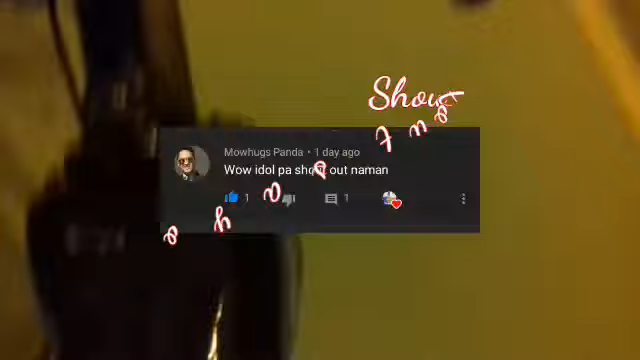 Shout
Mowhugs Panda • 1 day ago
Wow idol pa shout out naman
1
1